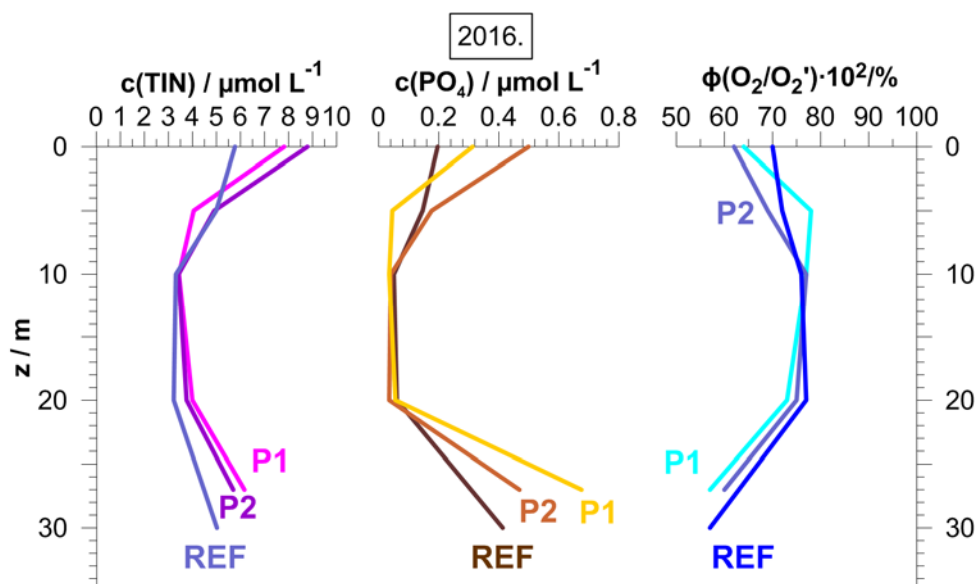 2016.
c(TIN) / µmol L⁻¹ c(PO₄) / µmol L⁻¹ ϕ(O₂/O₂')·10²/%
0 1 2 3 4 5 6 7 8 9 10 0 0.2 0.4 0.6 0.8 50 60 70 80 90 100
0 0
P2
10 10
z / m
20 20
P1 P1
P2 P2 P1
30 30
REF REF REF